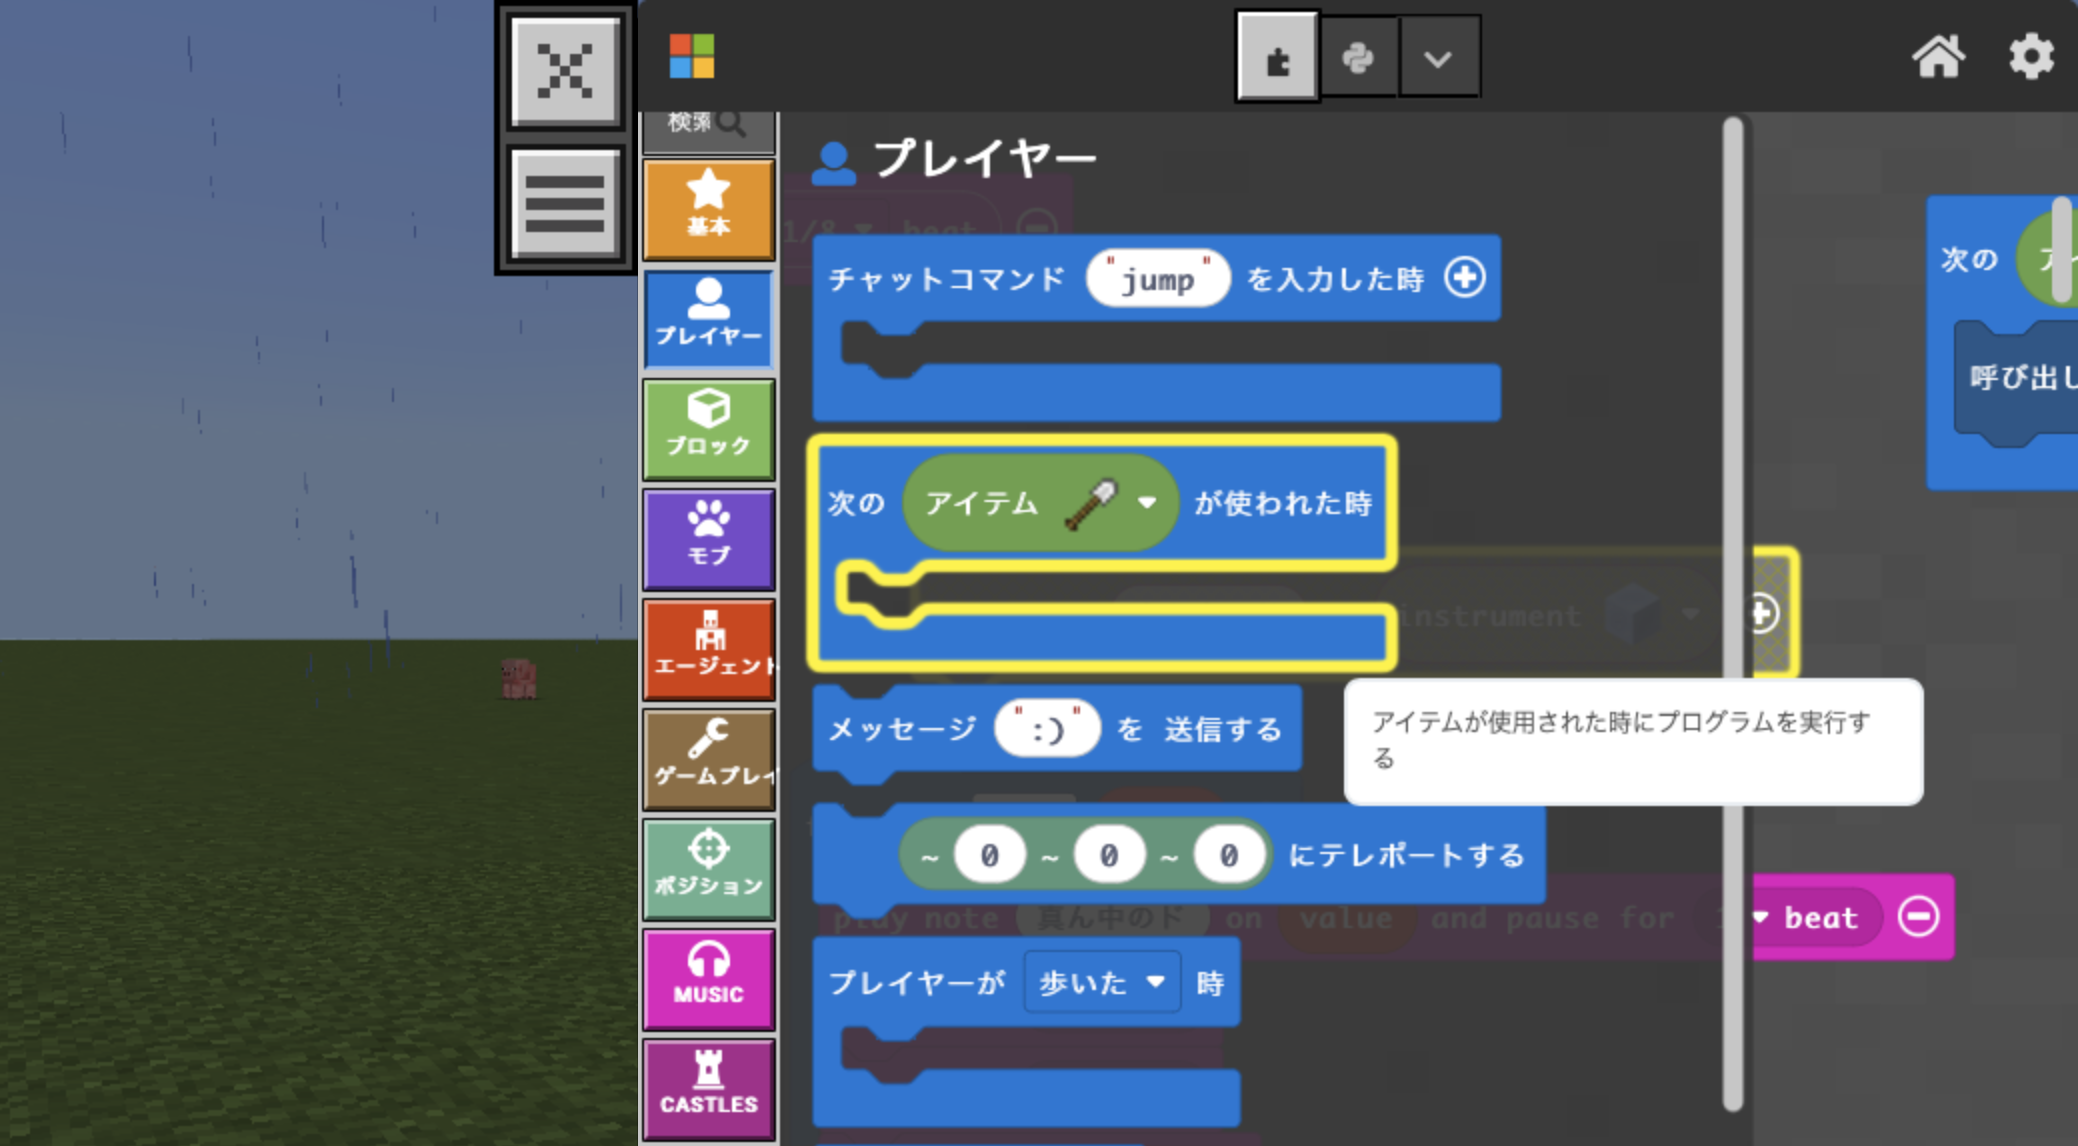 検索
基本
プレイヤー
ブロック
モブ
エージェント
ゲームプレイ
ポジション
MUSIC
CASTLES
プレイヤー
1/8 beat
チャットコマンド "jump" を入力した時
次の アイテム が使われた時
instrument
メッセージ ":)" を 送信する
アイテムが使用された時にプログラムを実行す
る
~ 0 ~ 0 ~ 0 にテレポートする
play note 真ん中のド on value and pause for 1 beat
プレイヤーが 歩いた 時
次の アイ
呼び出し